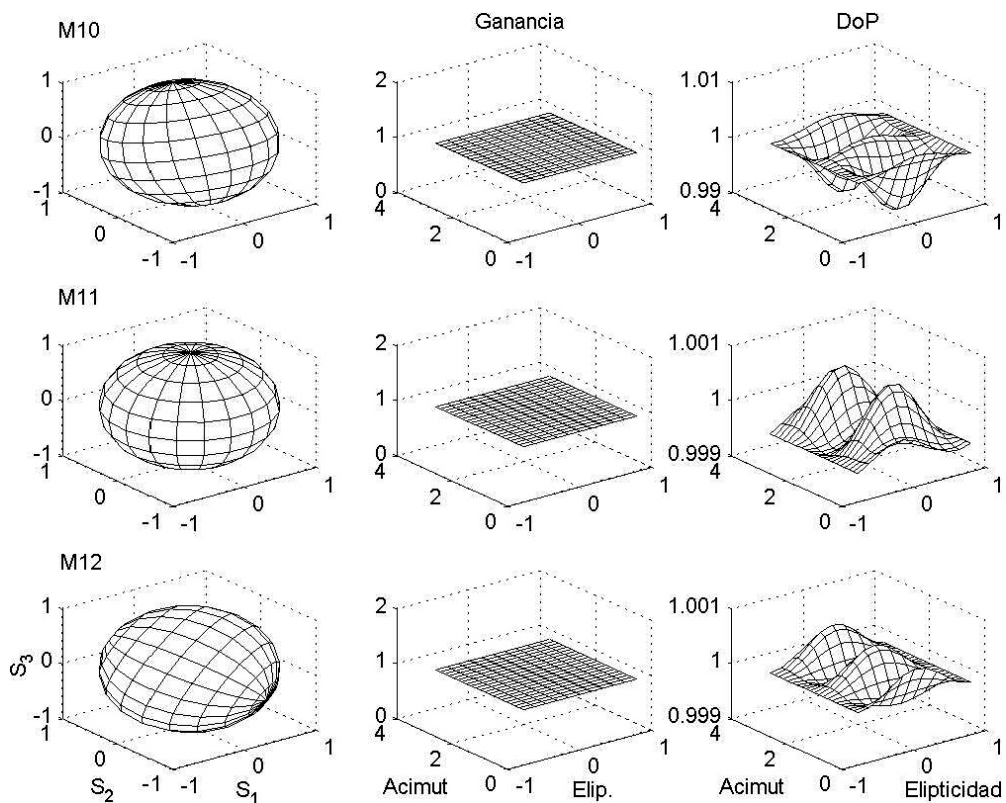 M10 Ganancia DoP
1 2 1.01
0 1 1
-1 0 0.99
1 0 -1 -1 0 1
4 2 0 -1 0 1
4 2 0 -1 0 1
M11
1 2 1.001
0 1 1
-1 0 0.999
1 0 -1 -1 0 1
4 2 0 -1 0 1
4 2 0 -1 0 1
M12
1 2 1.001
S3 0 1 1
-1 0 0.999
1 0 -1 -1 0 1
4 2 0 -1 0 1
4 2 0 -1 0 1
S2 S1 Acimut Elip. Acimut Elipticidad